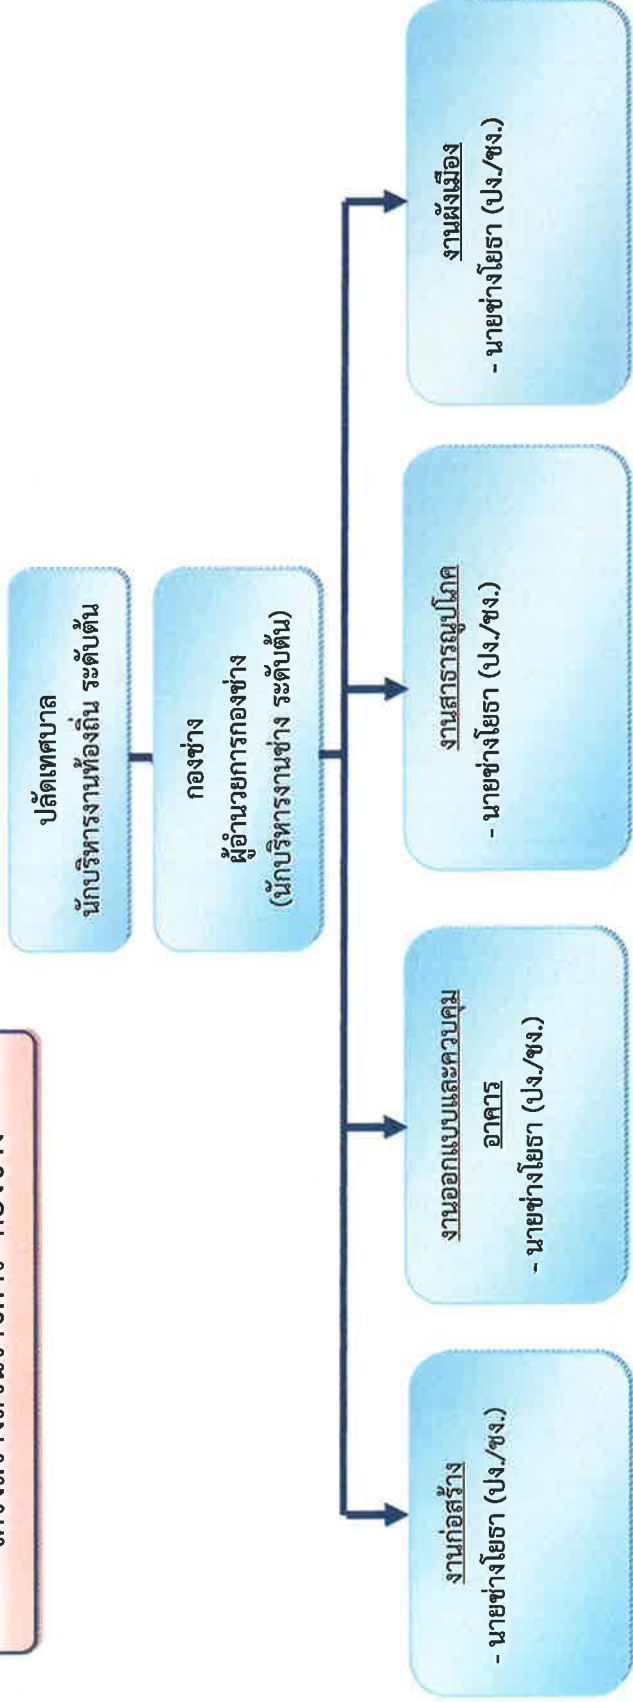 ปลัดเทศบาล
นักบริหารงานท้องถิ่น ระดับต้น
กองช่าง
ผู้อำนวยการกองช่าง
(นักบริหารงานช่าง ระดับต้น)
งานก่อสร้าง
- นายช่างโยธา (ปง./ชง.)
งานออกแบบและควบคุม
อาคาร
- นายช่างโยธา (ปง./ชง.)
งานสาธารณูปโภค
- นายช่างโยธา (ปง./ชง.)
งานผังเมือง
- นายช่างโยธา (ปง./ชง.)